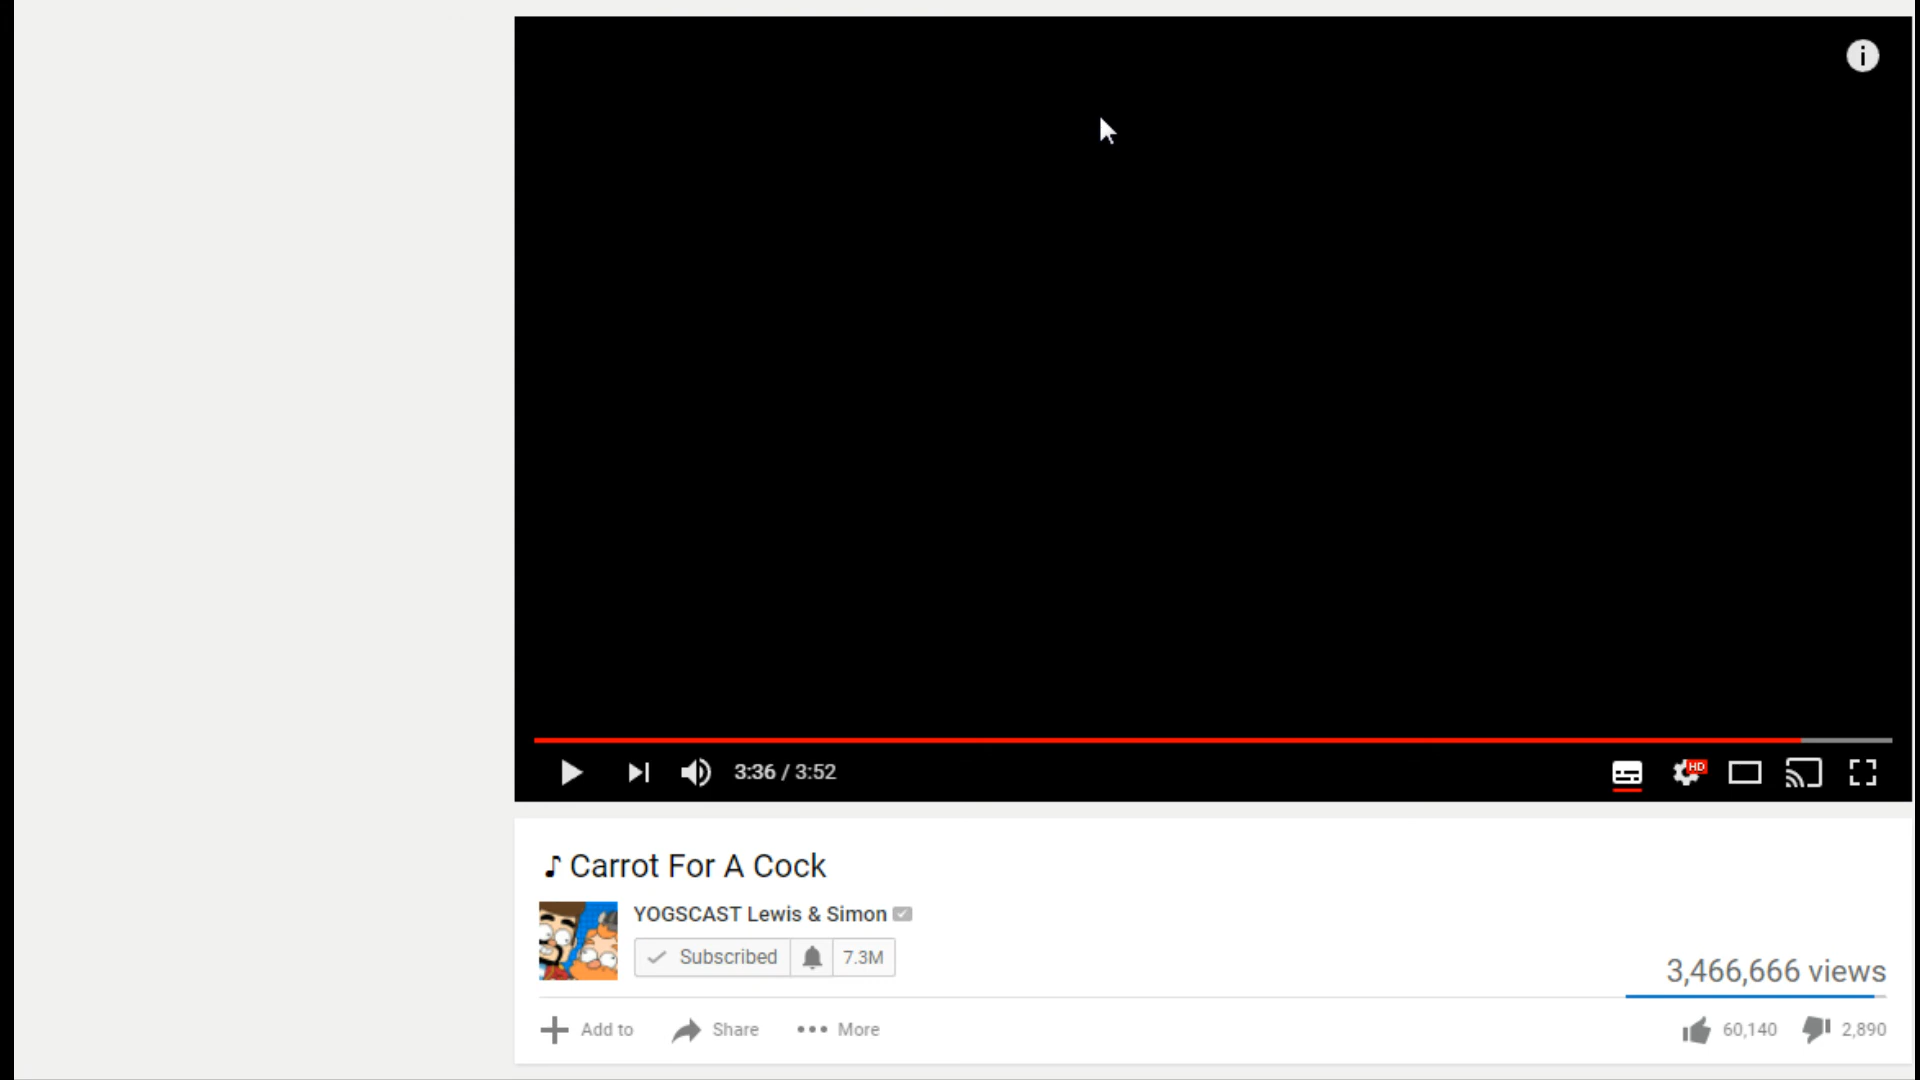 i
3:36 / 3:52
HD
♪ Carrot For A Cock
YOGSCAST Lewis & Simon
Subscribed 7.3M
3,466,666 views
Add to Share More 60,140 2,890